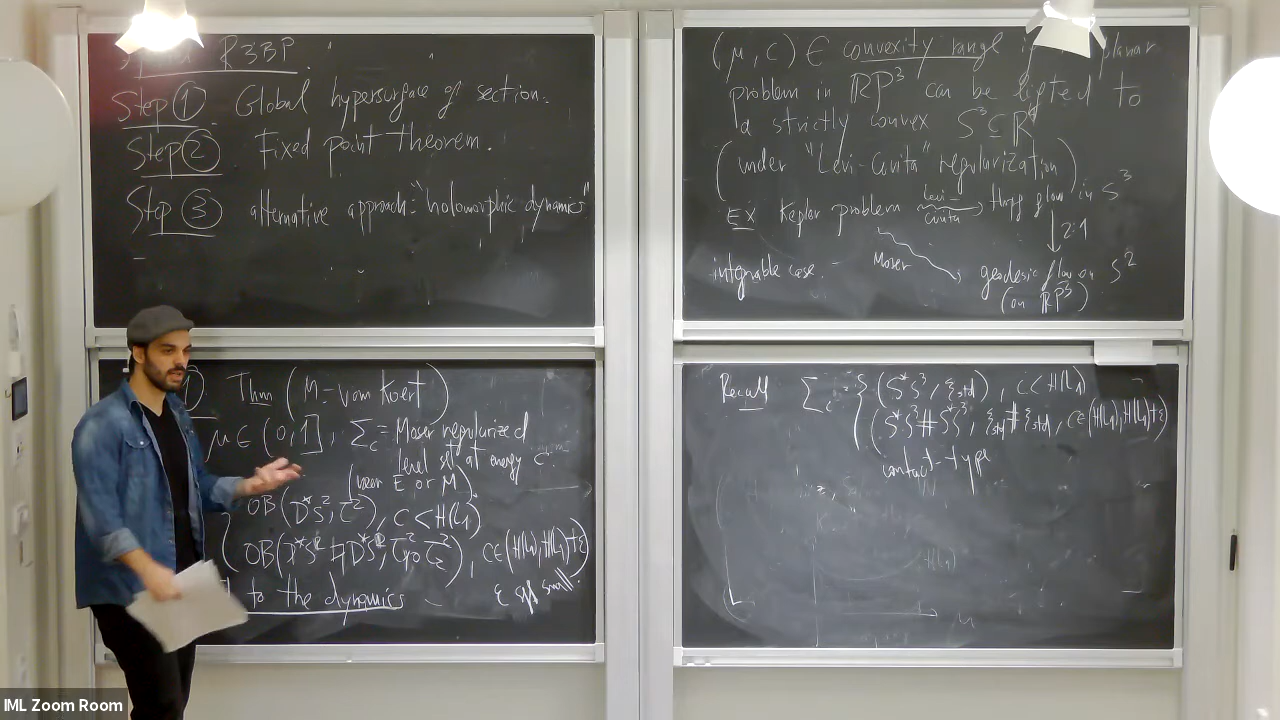 R3BP.
Step ① Global hypersurface of section.
Step ② Fixed point theorem.
Step ③ alternative approach: "holomorphic dynamics"
(μ, c) ∈ convexity range planar
problem in RP³ can be lifted to
a strictly convex S³ ⊆ R⁴
(under "Levi-Civita" regularization)
EX Kepler problem Levi-Civita → Hopf flow in S³
↓ 2:1
integrable case. Moser geodesic flow on S²
(on RP³)
Thm (M-van Koert)
μ ∈ (0,1], Σc = Moser regularized
level set at energy c.
(near E or M)
OB(D*S², τ²), c < H(L₁)
OB(D*S² ♮ D*S², τ₁² ∘ τ₂²), c ∈ (H(L₁), H(L₁)+ε)
to the dynamics ε small.
Recall Σc = { (S*S³, ξstd), c < H(L₁)
(S*S³ # S*S³, ξstd # ξstd, c ∈ (H(L₁), H(L₁)+ε)
contact-type
IML Zoom Room